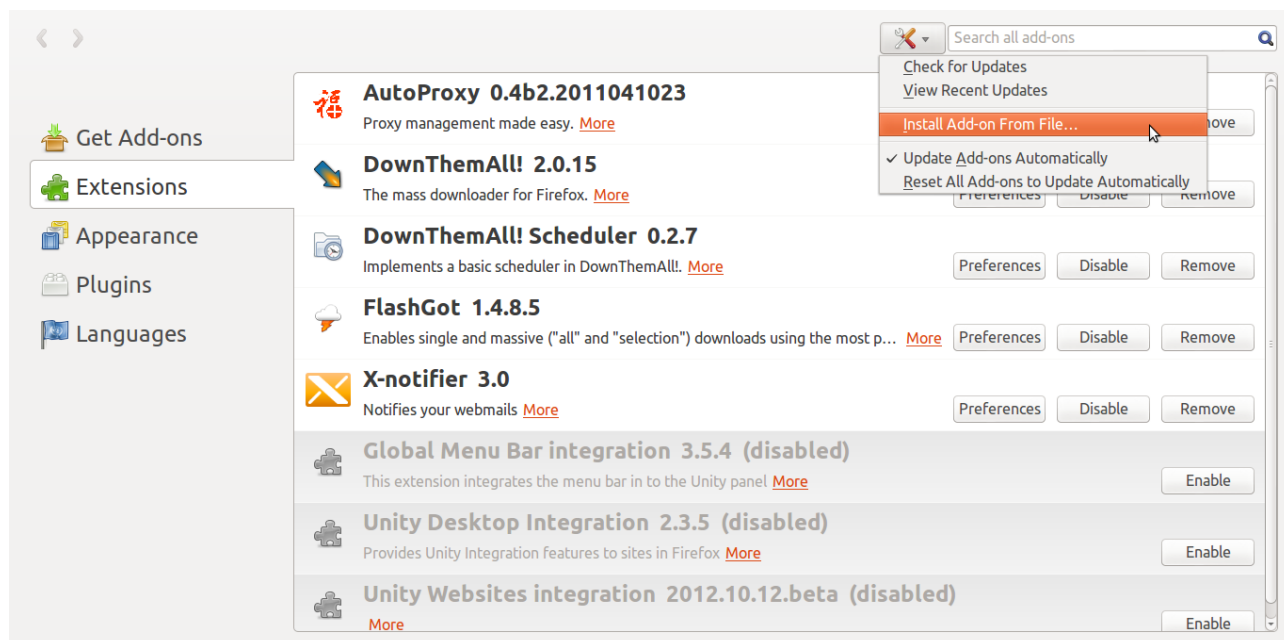 Search all add-ons
Check for Updates
View Recent Updates
Install Add-on From File...
Update Add-ons Automatically
Reset All Add-ons to Update Automatically
Get Add-ons
Extensions
Appearance
Plugins
Languages
福
AutoProxy 0.4b2.2011041023
Proxy management made easy. More
DownThemAll! 2.0.15
The mass downloader for Firefox. More
Preferences Disable Remove
DownThemAll! Scheduler 0.2.7
Implements a basic scheduler in DownThemAll!. More
Preferences Disable Remove
FlashGot 1.4.8.5
Enables single and massive ("all" and "selection") downloads using the most p... More
Preferences Disable Remove
X-notifier 3.0
Notifies your webmails More
Preferences Disable Remove
Global Menu Bar integration 3.5.4 (disabled)
This extension integrates the menu bar in to the Unity panel More
Enable
Unity Desktop Integration 2.3.5 (disabled)
Provides Unity Integration features to sites in Firefox More
Enable
Unity Websites integration 2012.10.12.beta (disabled)
More
Enable